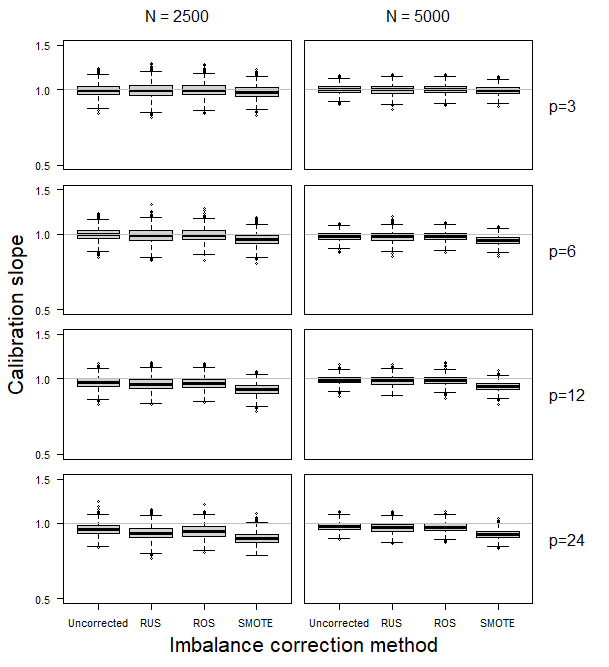 N = 2500 N = 5000
1.5
1.0
0.5
p=3
1.5
1.0
0.5
p=6
1.5
1.0
0.5
p=12
1.5
1.0
0.5
p=24
Calibration slope
Uncorrected RUS ROS SMOTE Uncorrected RUS ROS SMOTE
Imbalance correction method